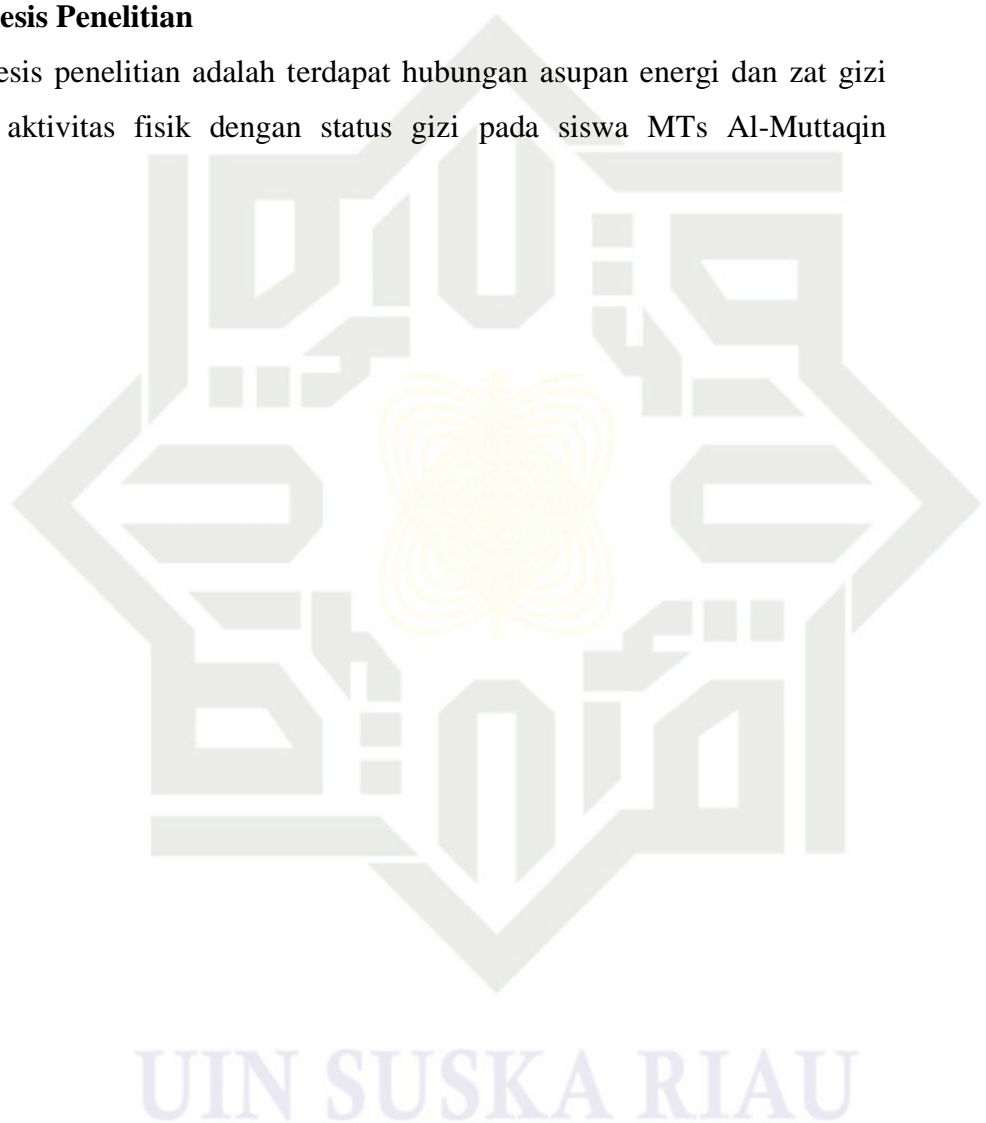 esis Penelitian
esis penelitian adalah terdapat hubungan asupan energi dan zat gizi
aktivitas fisik dengan status gizi pada siswa MTs Al-Muttaqin
UIN SUSKA RIAU